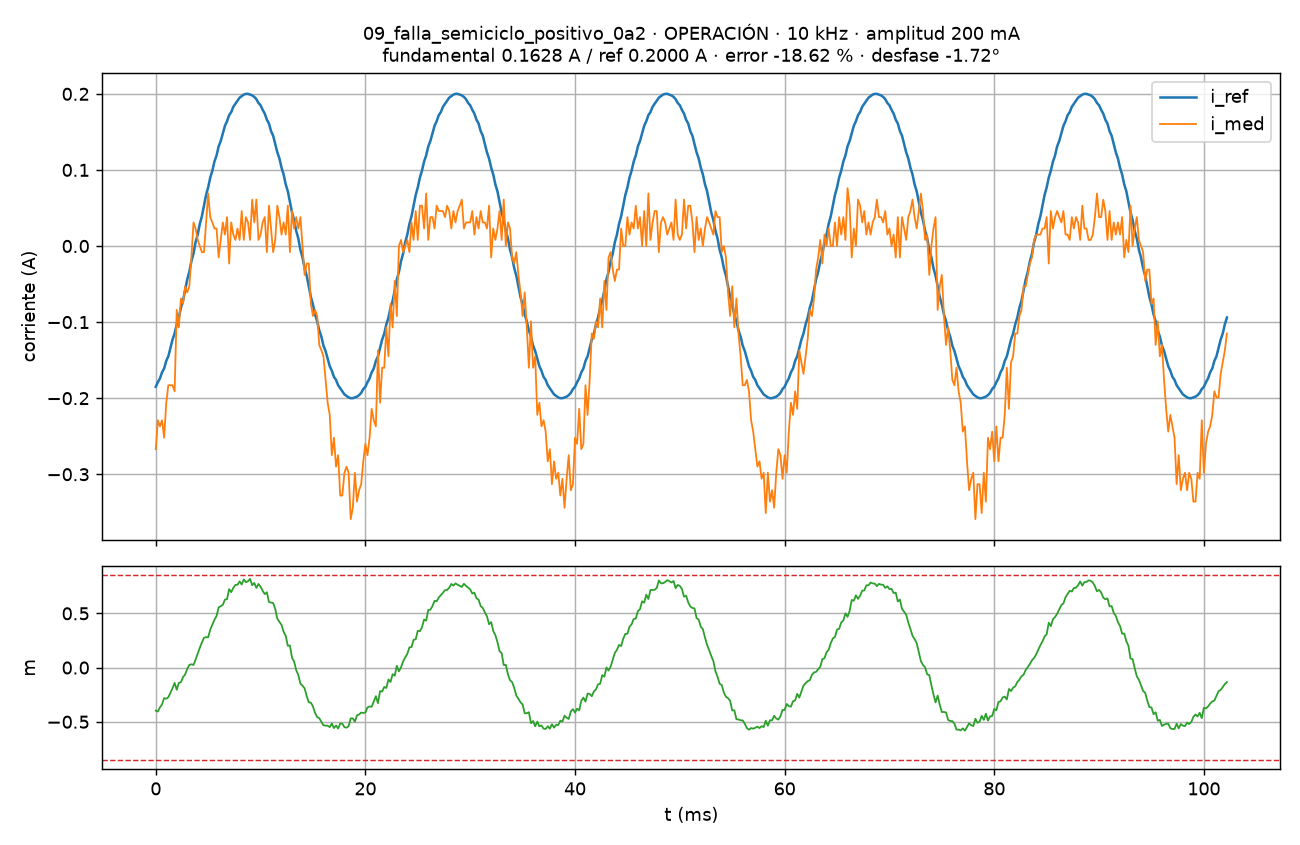 09_falla_semiciclo_positivo_0a2 · OPERACIÓN · 10 kHz · amplitud 200 mA
fundamental 0.1628 A / ref 0.2000 A · error -18.62 % · desfase -1.72°
i_ref
i_med
0.2
0.1
0.0
−0.1
−0.2
−0.3
corriente (A)
0.5
0.0
−0.5
m
0
20
40
60
80
100
t (ms)